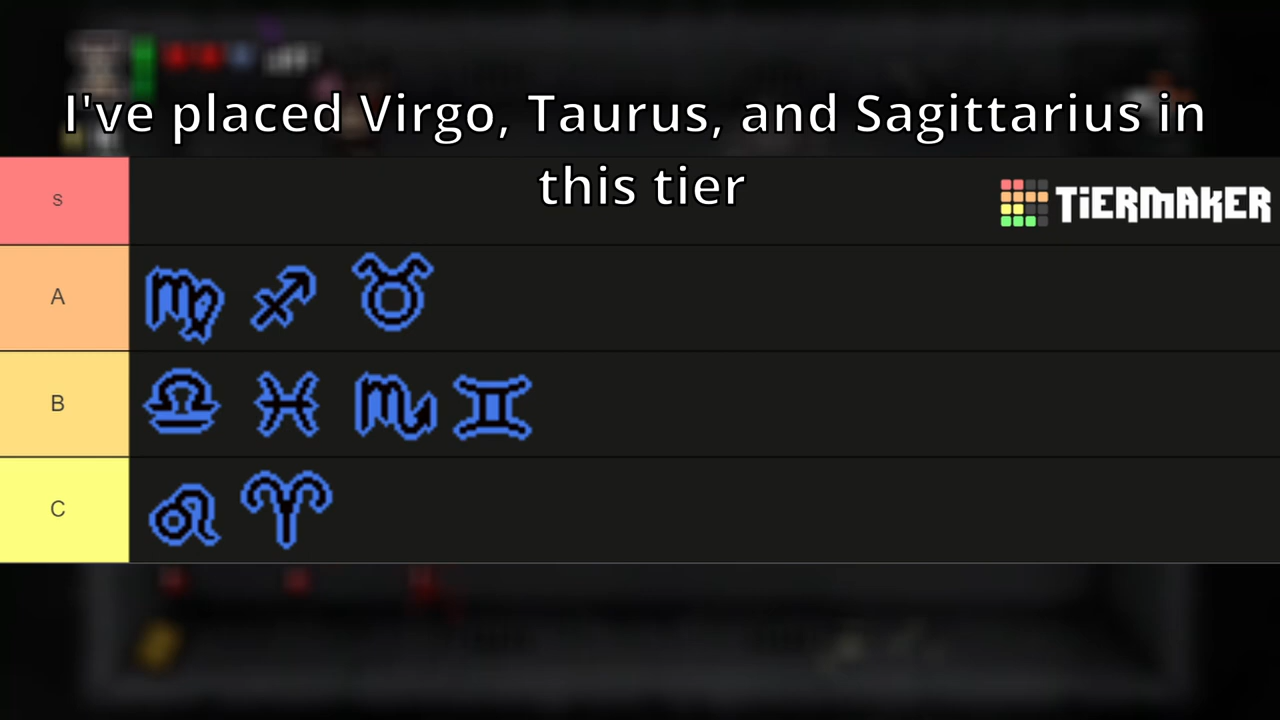 I've placed Virgo, Taurus, and Sagittarius in
this tier
S
TiERMAKER
A
B
C